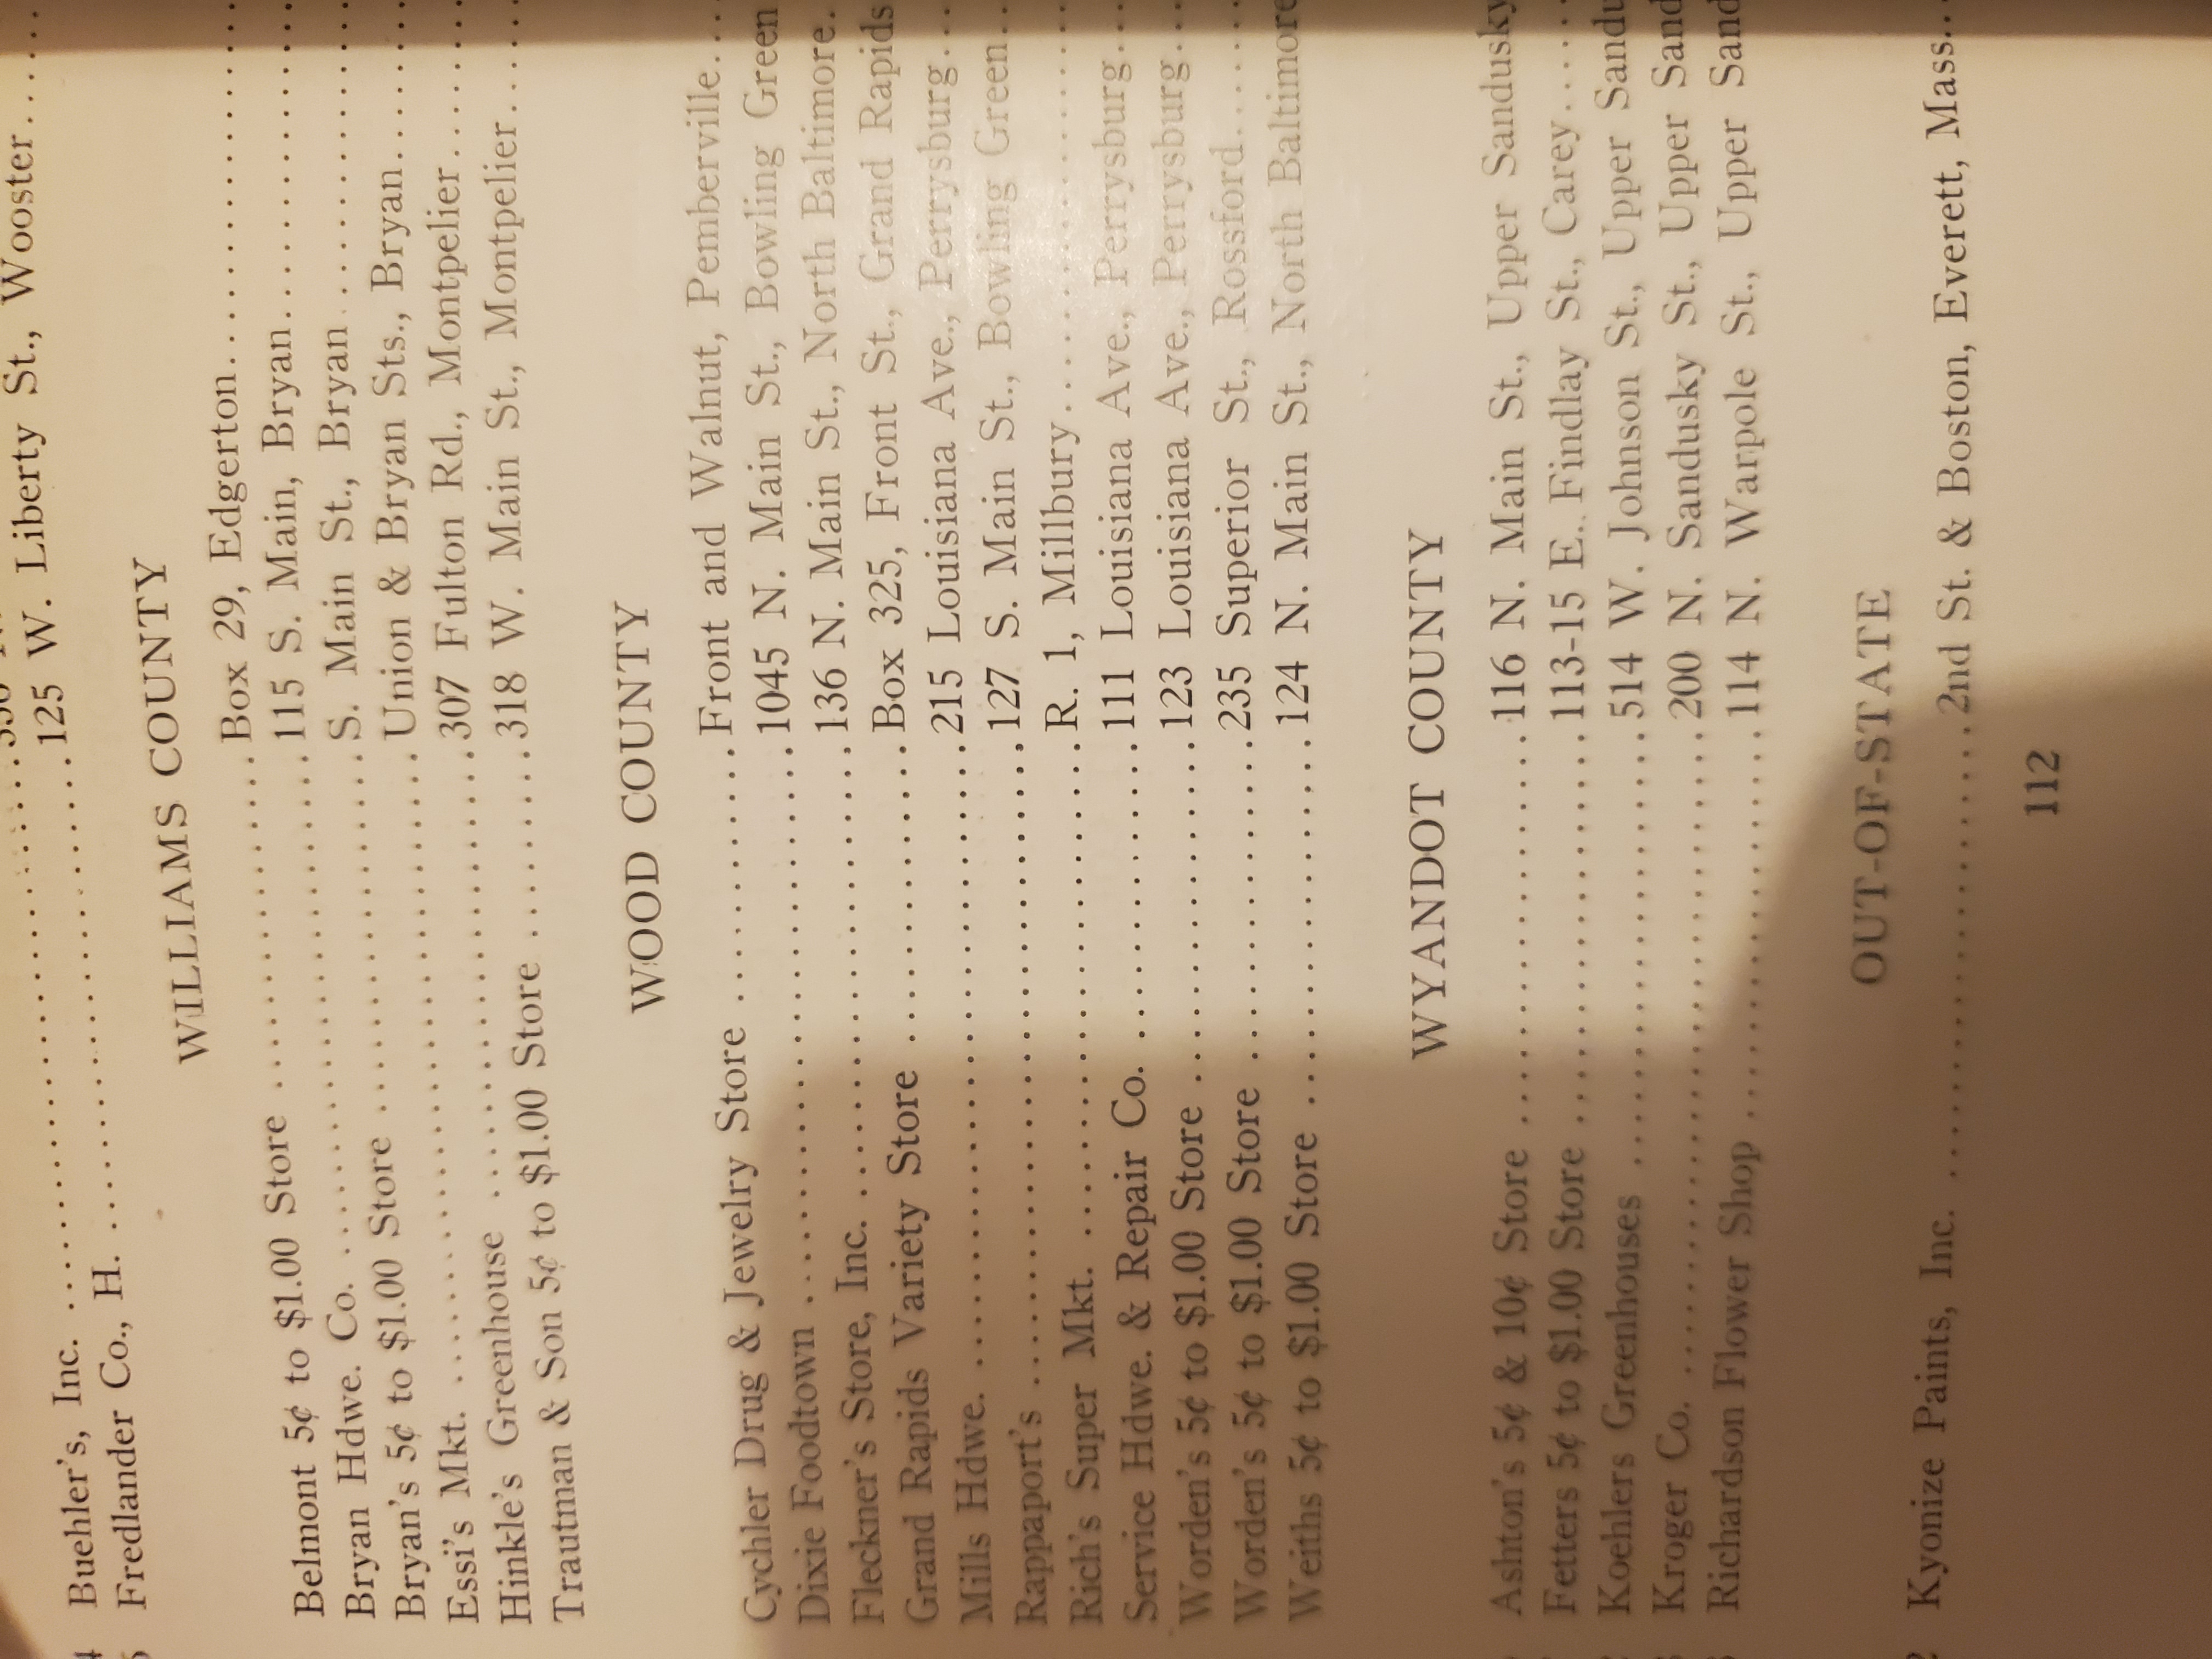 Buehler's, Inc.
Fredlander Co., H. ........ 125 W. Liberty St., Wooster....
WILLIAMS COUNTY
Belmont 5¢ to $1.00 Store ........ Box 29, Edgerton........
Bryan Hdwe. Co. ........ 115 S. Main, Bryan........
Bryan's 5¢ to $1.00 Store ........ S. Main St., Bryan........
Essi's Mkt. ........ Union & Bryan Sts., Bryan........
Hinkle's Greenhouse ........ 307 Fulton Rd., Montpelier......
Trautman & Son 5¢ to $1.00 Store ........ 318 W. Main St., Montpelier.....
WOOD COUNTY
Cychler Drug & Jewelry Store ........ Front and Walnut, Pemberville...
Dixie Foodtown ........ 1045 N. Main St., Bowling Green
Fleckner's Store, Inc. ........ 136 N. Main St., North Baltimore.
Grand Rapids Variety Store ........ Box 325, Front St., Grand Rapids
Mills Hdwe. ........ 215 Louisiana Ave., Perrysburg...
Rappaport's ........ 127 S. Main St., Bowling Green..
Rich's Super Mkt. ........ R. 1, Millbury........
Service Hdwe. & Repair Co. ........ 111 Louisiana Ave., Perrysburg...
Worden's 5¢ to $1.00 Store ........ 123 Louisiana Ave., Perrysburg...
Worden's 5¢ to $1.00 Store ........ 235 Superior St., Rossford......
Weiths 5¢ to $1.00 Store ........ 124 N. Main St., North Baltimore
WYANDOT COUNTY
Ashton's 5¢ & 10¢ Store ........ 116 N. Main St., Upper Sandusky
Fetters 5¢ to $1.00 Store ........ 113-15 E. Findlay St., Carey.....
Koehlers Greenhouses ........ 514 W. Johnson St., Upper Sandu
Kroger Co. ........ 200 N. Sandusky St., Upper Sand
Richardson Flower Shop ........ 114 N. Warpole St., Upper Sand
OUT-OF-STATE
Kyonize Paints, Inc. ........ 2nd St. & Boston, Everett, Mass...
112